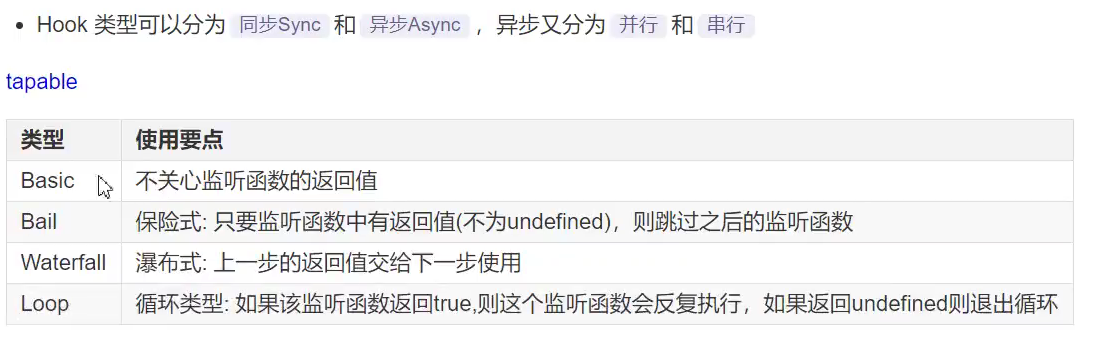 Hook 类型可以分为 同步Sync 和 异步Async ，异步又分为 并行 和 串行
tapable
类型 使用要点
Basic 不关心监听函数的返回值
Bail 保险式: 只要监听函数中有返回值(不为undefined)，则跳过之后的监听函数
Waterfall 瀑布式: 上一步的返回值交给下一步使用
Loop 循环类型: 如果该监听函数返回true,则这个监听函数会反复执行，如果返回undefined则退出循环